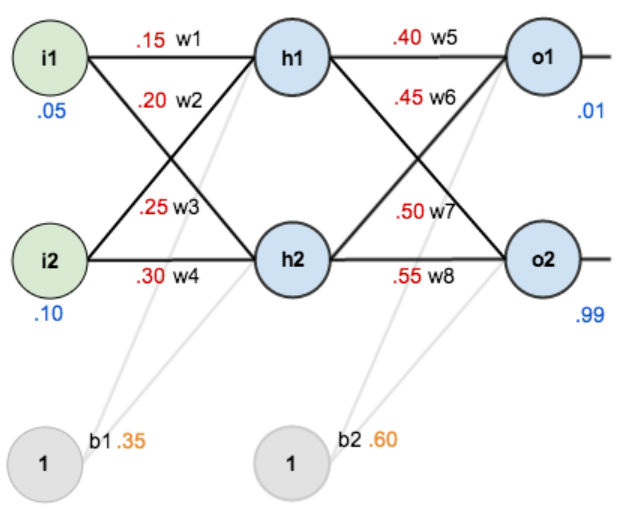 .15 w1
.40 w5
i1
h1
o1
.20 w2
.45 w6
.05
.01
.25 w3
.50 w7
i2
h2
o2
.30 w4
.55 w8
.10
.99
b1 .35
b2 .60
1
1